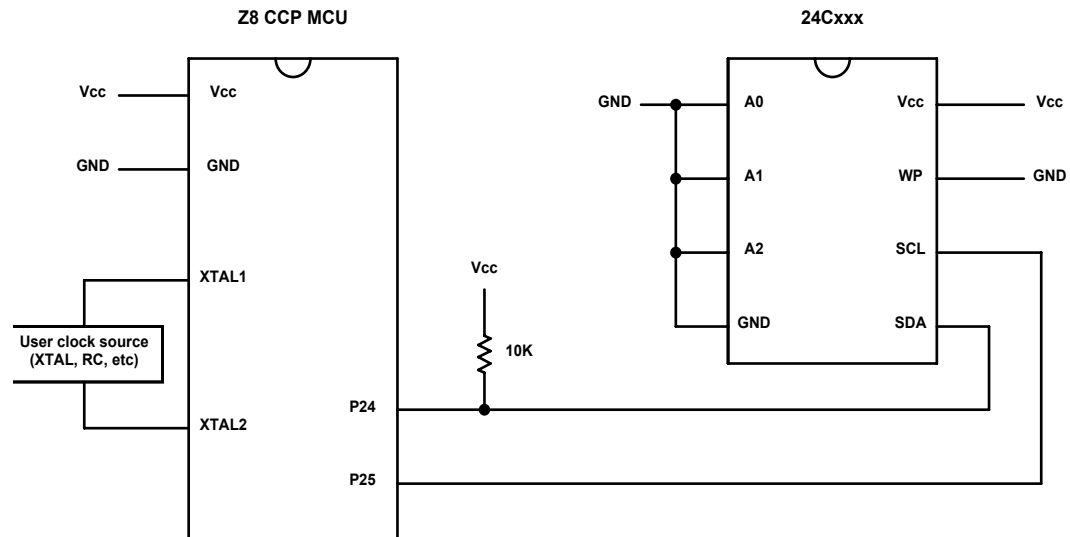 Z8 CCP MCU
24Cxxx
Vcc
Vcc
GND
GND
XTAL1
User clock source
(XTAL, RC, etc)
XTAL2
P24
P25
Vcc
10K
GND
A0
A1
A2
GND
Vcc
Vcc
WP
GND
SCL
SDA